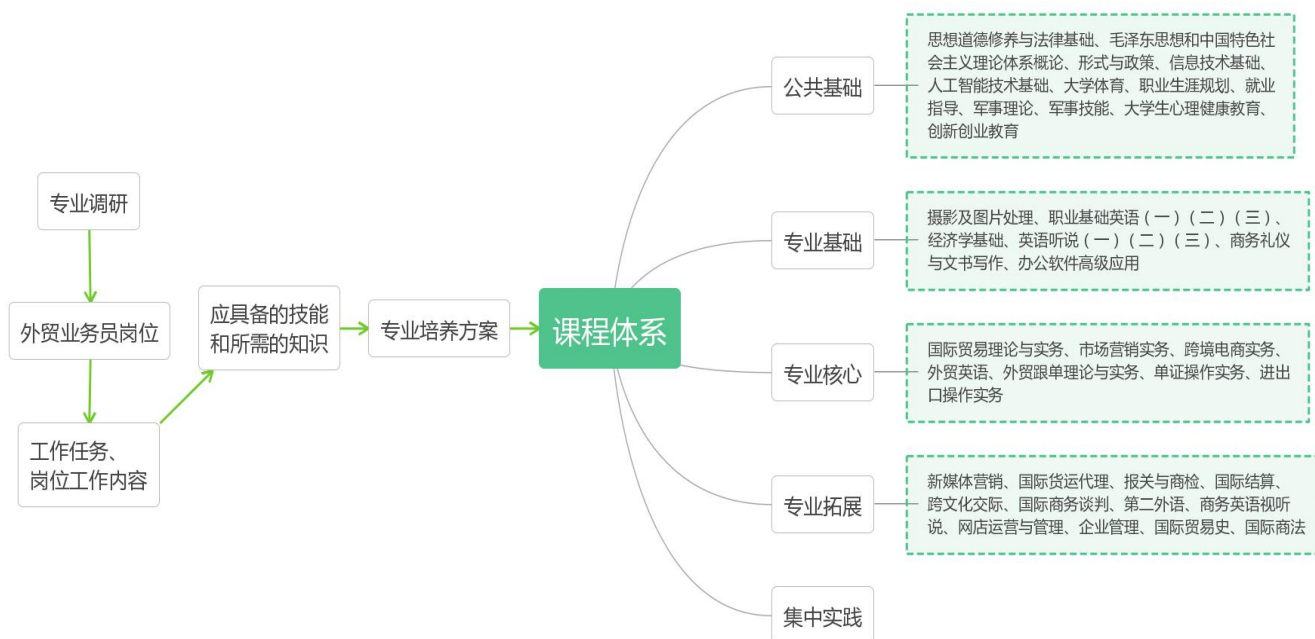 专业调研
外贸业务员岗位
工作任务、
岗位工作内容
应具备的技能
和所需的知识
专业培养方案
课程体系
公共基础
思想道德修养与法律基础、毛泽东思想和中国特色社
会主义理论体系概论、形式与政策、信息技术基础、
人工智能技术基础、大学体育、职业生涯规划、就业
指导、军事理论、军事技能、大学生心理健康教育、
创新创业教育
专业基础
摄影及图片处理、职业基础英语（一）（二）（三）、
经济学基础、英语听说（一）（二）（三）、商务礼仪
与文书写作、办公软件高级应用
专业核心
国际贸易理论与实务、市场营销实务、跨境电商实务、
外贸英语、外贸跟单理论与实务、单证操作实务、进出
口操作实务
专业拓展
新媒体营销、国际货运代理、报关与商检、国际结算、
跨文化交际、国际商务谈判、第二外语、商务英语视听
说、网店运营与管理、企业管理、国际贸易史、国际商法
集中实践